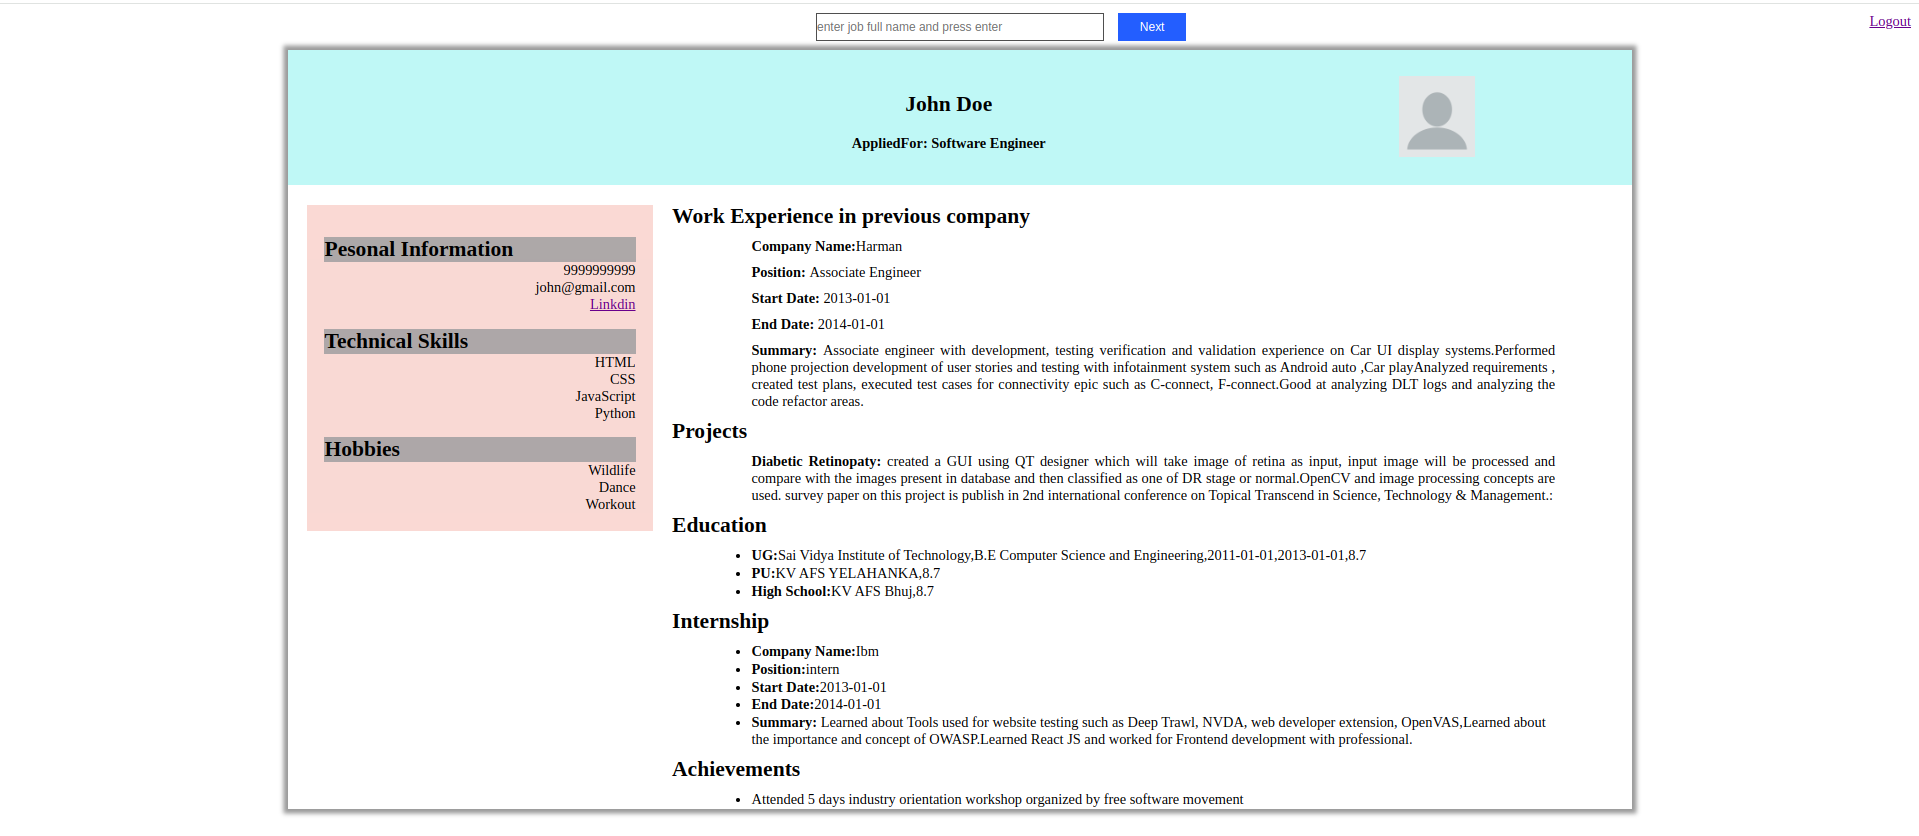 enter job full name and press enter
Next
Logout
John Doe
AppliedFor: Software Engineer
Pesonal Information
9999999999
john@gmail.com
Linkdin
Technical Skills
HTML
CSS
JavaScript
Python
Hobbies
Wildlife
Dance
Workout
Work Experience in previous company
Company Name:Harman
Position: Associate Engineer
Start Date: 2013-01-01
End Date: 2014-01-01
Summary: Associate engineer with development, testing verification and validation experience on Car UI display systems.Performed
phone projection development of user stories and testing with infotainment system such as Android auto ,Car playAnalyzed requirements ,
created test plans, executed test cases for connectivity epic such as C-connect, F-connect.Good at analyzing DLT logs and analyzing the
code refactor areas.
Projects
Diabetic Retinopaty: created a GUI using QT designer which will take image of retina as input, input image will be processed and
compare with the images present in database and then classified as one of DR stage or normal.OpenCV and image processing concepts are
used. survey paper on this project is publish in 2nd international conference on Topical Transcend in Science, Technology & Management.:
Education
• UG:Sai Vidya Institute of Technology,B.E Computer Science and Engineering,2011-01-01,2013-01-01,8.7
• PU:KV AFS YELAHANKA,8.7
• High School:KV AFS Bhuj,8.7
Internship
• Company Name:Ibm
• Position:intern
• Start Date:2013-01-01
• End Date:2014-01-01
• Summary: Learned about Tools used for website testing such as Deep Trawl, NVDA, web developer extension, OpenVAS,Learned about
the importance and concept of OWASP.Learned React JS and worked for Frontend development with professional.
Achievements
• Attended 5 days industry orientation workshop organized by free software movement